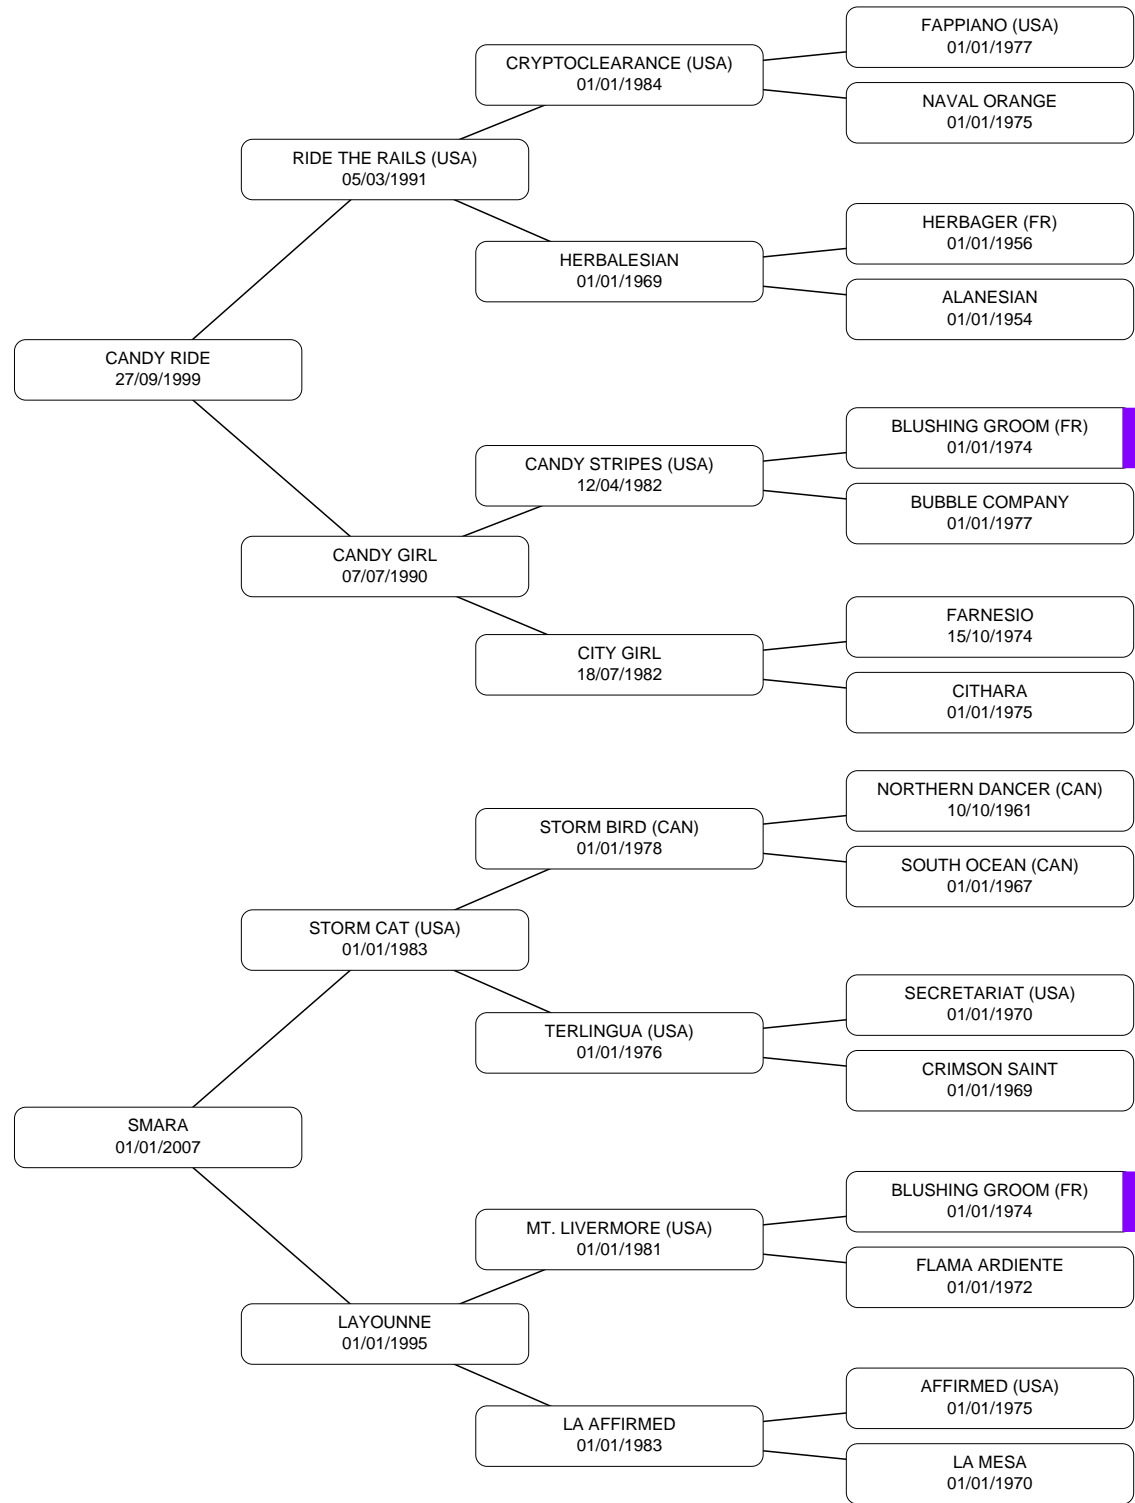 FAPPIANO (USA)
01/01/1977
CRYPTOCLEARANCE (USA)
01/01/1984
NAVAL ORANGE
01/01/1975
RIDE THE RAILS (USA)
05/03/1991
HERBAGER (FR)
01/01/1956
HERBALESIAN
01/01/1969
ALANESIAN
01/01/1954
CANDY RIDE
27/09/1999
BLUSHING GROOM (FR)
01/01/1974
CANDY STRIPES (USA)
12/04/1982
BUBBLE COMPANY
01/01/1977
CANDY GIRL
07/07/1990
FARNESIO
15/10/1974
CITY GIRL
18/07/1982
CITHARA
01/01/1975
NORTHERN DANCER (CAN)
10/10/1961
STORM BIRD (CAN)
01/01/1978
SOUTH OCEAN (CAN)
01/01/1967
STORM CAT (USA)
01/01/1983
SECRETARIAT (USA)
01/01/1970
TERLINGUA (USA)
01/01/1976
CRIMSON SAINT
01/01/1969
SMARA
01/01/2007
BLUSHING GROOM (FR)
01/01/1974
MT. LIVERMORE (USA)
01/01/1981
FLAMA ARDIENTE
01/01/1972
LAYOUNNE
01/01/1995
AFFIRMED (USA)
01/01/1975
LA AFFIRMED
01/01/1983
LA MESA
01/01/1970